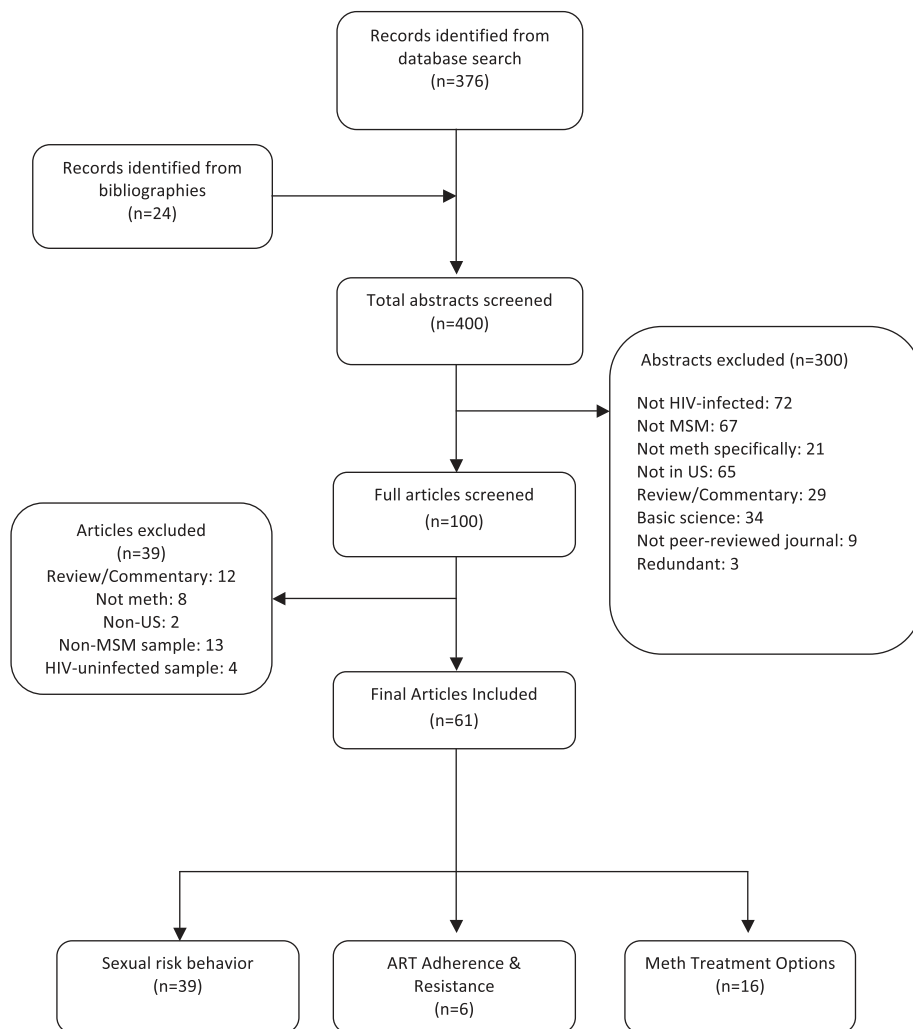 Records identified from
database search
(n=376)
Records identified from
bibliographies
(n=24)
Total abstracts screened
(n=400)
Abstracts excluded (n=300)
Not HIV-infected: 72
Not MSM: 67
Not meth specifically: 21
Not in US: 65
Review/Commentary: 29
Basic science: 34
Not peer-reviewed journal: 9
Redundant: 3
Full articles screened
(n=100)
Articles excluded
(n=39)
Review/Commentary: 12
Not meth: 8
Non-US: 2
Non-MSM sample: 13
HIV-uninfected sample: 4
Final Articles Included
(n=61)
Sexual risk behavior
(n=39)
ART Adherence &
Resistance
(n=6)
Meth Treatment Options
(n=16)